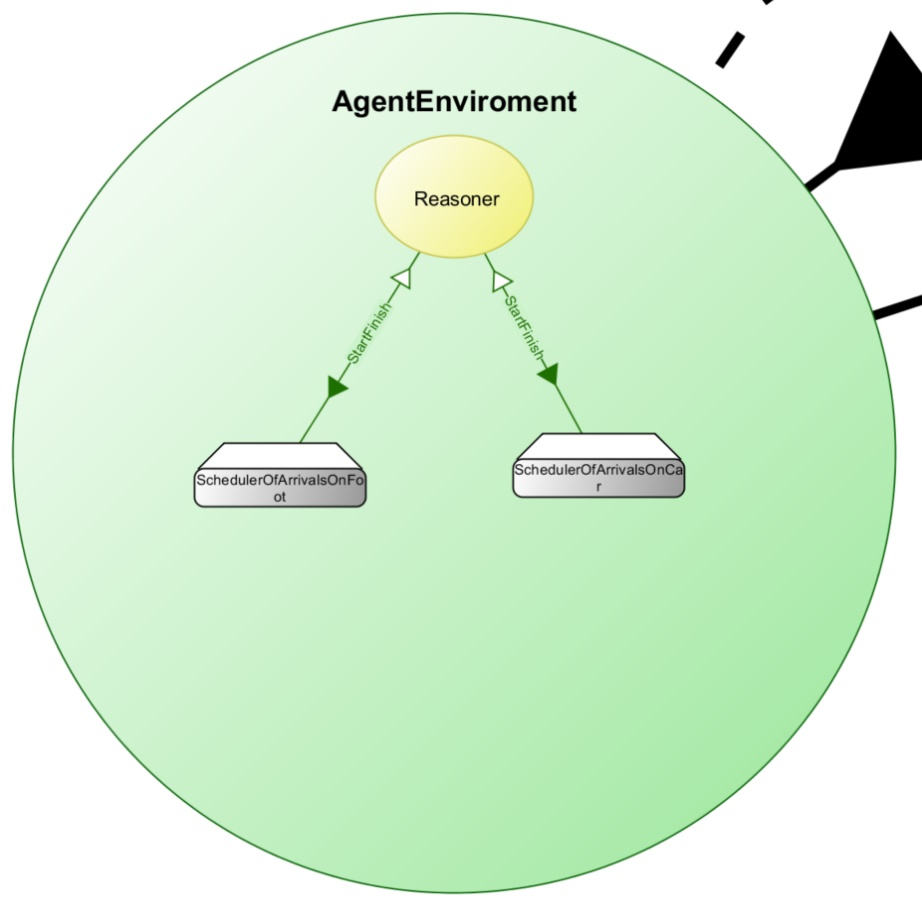 AgentEnviroment
Reasoner
StartFinish
StartFinish
SchedulerOfArrivalsOnFo
ot
SchedulerOfArrivalsOnCa
r